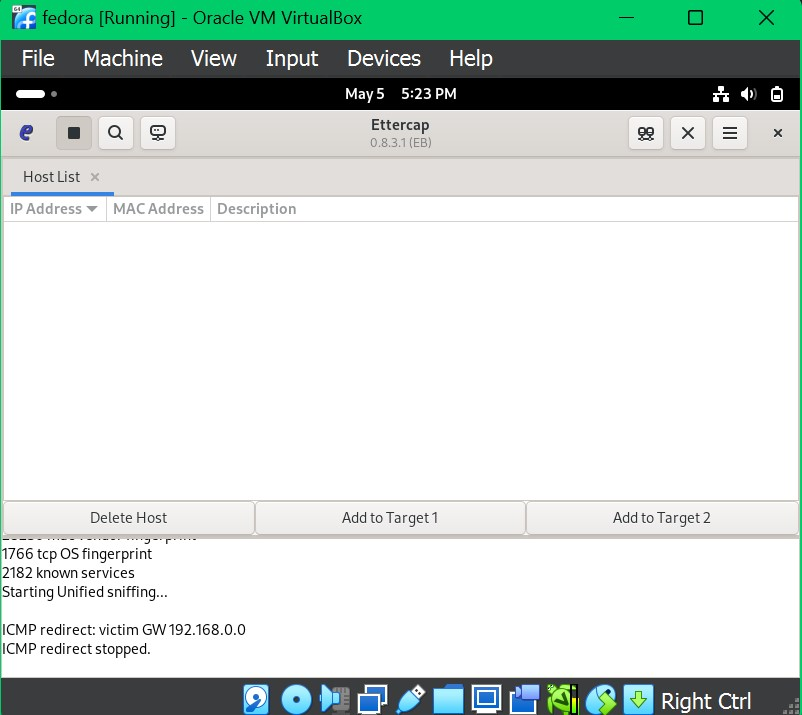 fedora [Running] - Oracle VM VirtualBox
File Machine View Input Devices Help
May 5 5:23 PM
Ettercap
0.8.3.1 (EB)
Host List
IP Address MAC Address Description
Delete Host Add to Target 1 Add to Target 2
1766 tcp OS fingerprint
2182 known services
Starting Unified sniffing...
ICMP redirect: victim GW 192.168.0.0
ICMP redirect stopped.
Right Ctrl